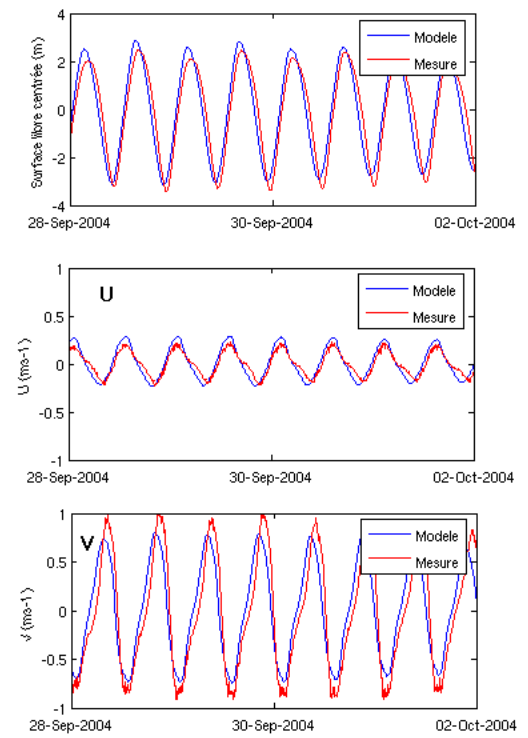 Surface libre centrée (m)
4
2
0
-2
-4
Modele
Mesure
28-Sep-2004
30-Sep-2004
02-Oct-2004
U (ms-1)
1
0.5
0
-0.5
-1
U
Modele
Mesure
28-Sep-2004
30-Sep-2004
02-Oct-2004
V (ms-1)
1
0.5
0
-0.5
-1
V
Modele
Mesure
28-Sep-2004
30-Sep-2004
02-Oct-2004